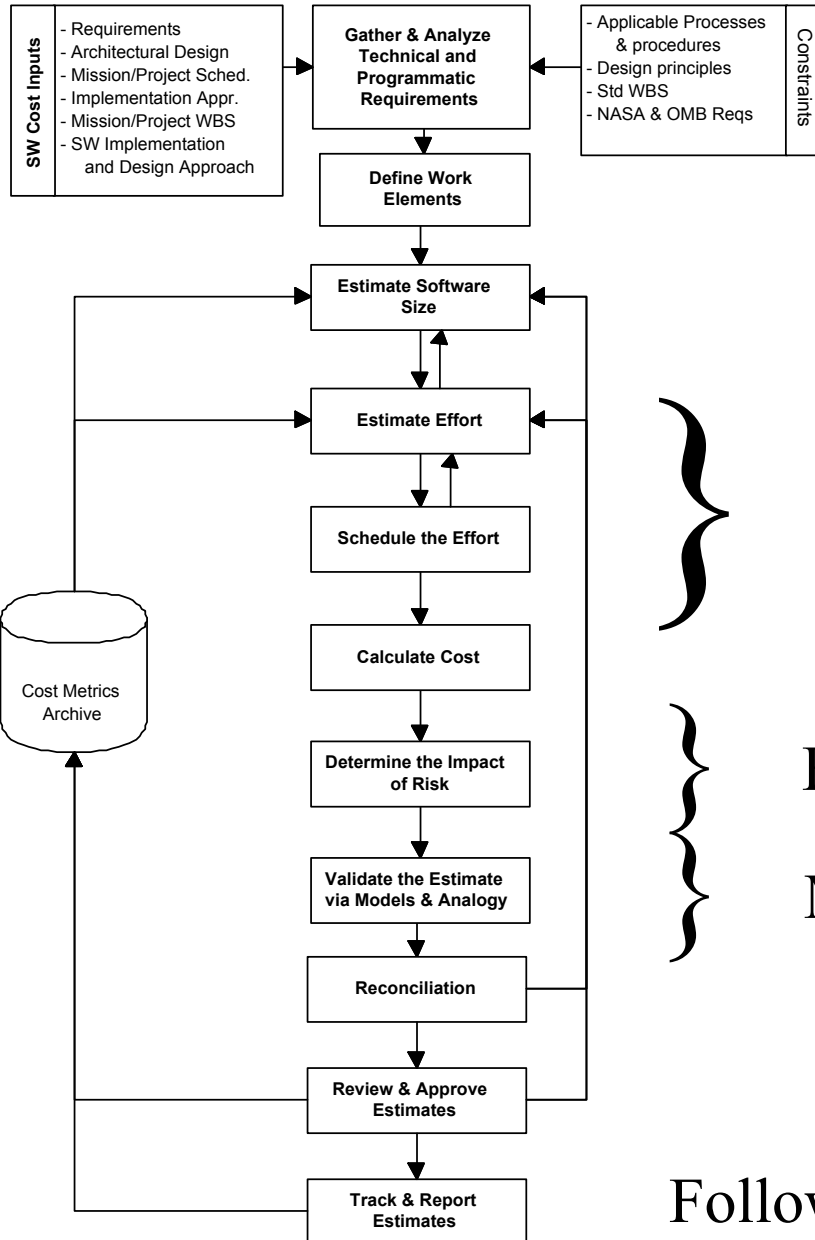 SW Cost Inputs
- Requirements
- Architectural Design
- Mission/Project Sched.
- Implementation Appr.
- Mission/Project WBS
- SW Implementation
and Design Approach
Gather & Analyze
Technical and
Programmatic
Requirements
- Applicable Processes
& procedures
- Design principles
- Std WBS
- NASA & OMB Reqs
Constraints
Define Work
Elements
Estimate Software
Size
Estimate Effort
Schedule the Effort
Calculate Cost
Cost Metrics
Archive
Determine the Impact
of Risk
Validate the Estimate
via Models & Analogy
Reconciliation
Review & Approve
Estimates
Track & Report
Estimates